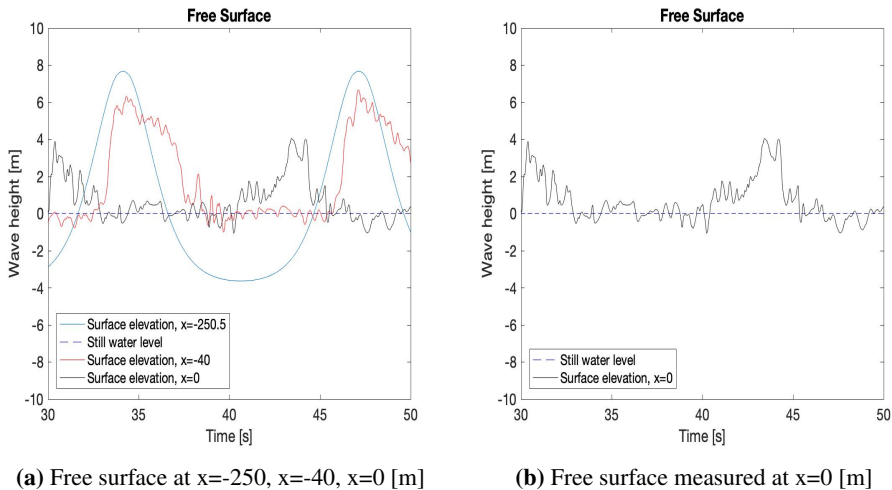 Free Surface
10
8
6
4
2
0
-2
-4
-6
-8
-10
Wave height [m]
Surface elevation, x=-250.5
Still water level
Surface elevation, x=-40
Surface elevation, x=0
30 35 40 45 50
Time [s]
(a) Free surface at x=-250, x=-40, x=0 [m]
Free Surface
10
8
6
4
2
0
-2
-4
-6
-8
-10
Wave height [m]
Still water level
Surface elevation, x=0
30 35 40 45 50
Time [s]
(b) Free surface measured at x=0 [m]